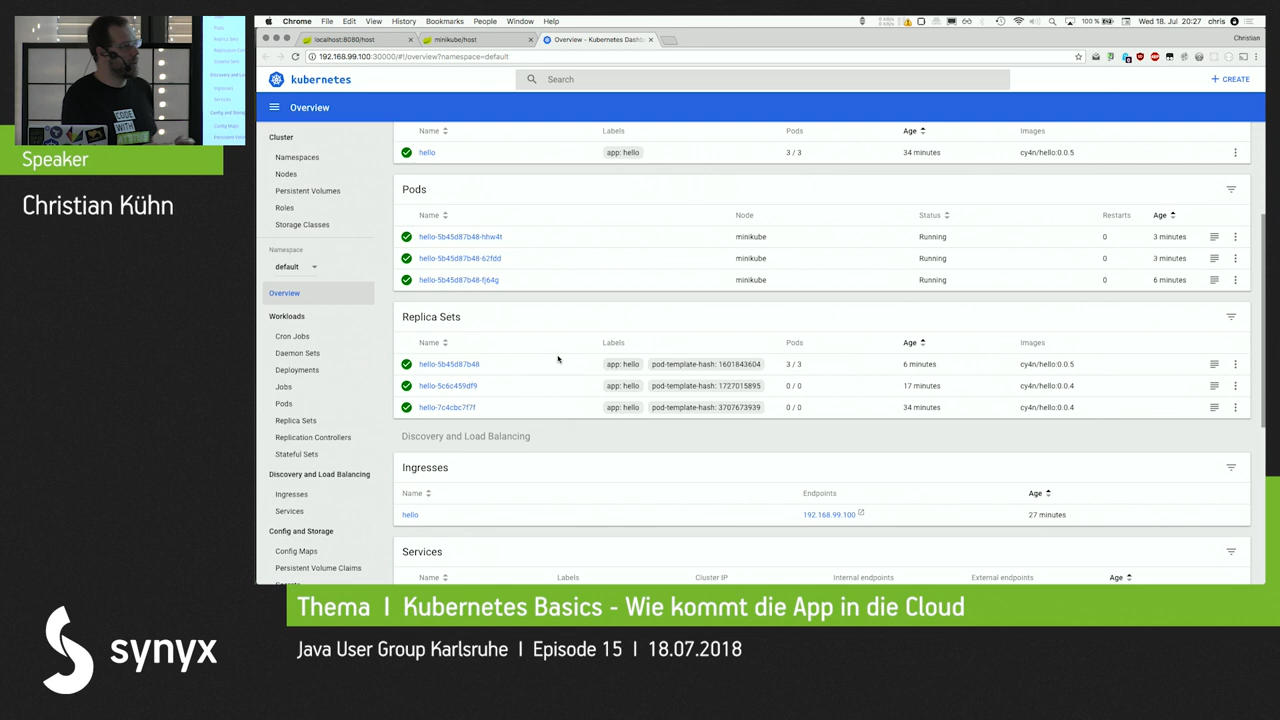 Chrome File Edit View History Bookmarks People Window Help
100 % Wed 18. Jul 20:27 chris
localhost:8080/host
minikube/host
Overview - Kubernetes Dashb
Christian
192.168.99.100:30000/#!/overview?namespace=default
kubernetes
Search
+ CREATE
Overview
Cluster
Namespaces
Nodes
Persistent Volumes
Roles
Storage Classes
Namespace
default
Overview
Workloads
Cron Jobs
Daemon Sets
Deployments
Jobs
Pods
Replica Sets
Replication Controllers
Stateful Sets
Discovery and Load Balancing
Ingresses
Services
Config and Storage
Config Maps
Persistent Volume Claims
Name Labels Pods Age Images
hello app: hello 3 / 3 34 minutes cy4n/hello:0.0.5
Pods
Name Node Status Restarts Age
hello-5b45d87b48-hhw4t minikube Running 0 3 minutes
hello-5b45d87b48-62fdd minikube Running 0 3 minutes
hello-5b45d87b48-fj64g minikube Running 0 6 minutes
Replica Sets
Name Labels Pods Age Images
hello-5b45d87b48 app: hello pod-template-hash: 1601843604 3 / 3 6 minutes cy4n/hello:0.0.5
hello-5c6c459df9 app: hello pod-template-hash: 1727015895 0 / 0 17 minutes cy4n/hello:0.0.4
hello-7c4cbc7f7f app: hello pod-template-hash: 3707673939 0 / 0 34 minutes cy4n/hello:0.0.4
Discovery and Load Balancing
Ingresses
Name Endpoints Age
hello 192.168.99.100 27 minutes
Services
Name Labels Cluster IP Internal endpoints External endpoints Age
CODE
WITH
Speaker
Christian Kühn
synyx
Thema | Kubernetes Basics - Wie kommt die App in die Cloud
Java User Group Karlsruhe | Episode 15 | 18.07.2018